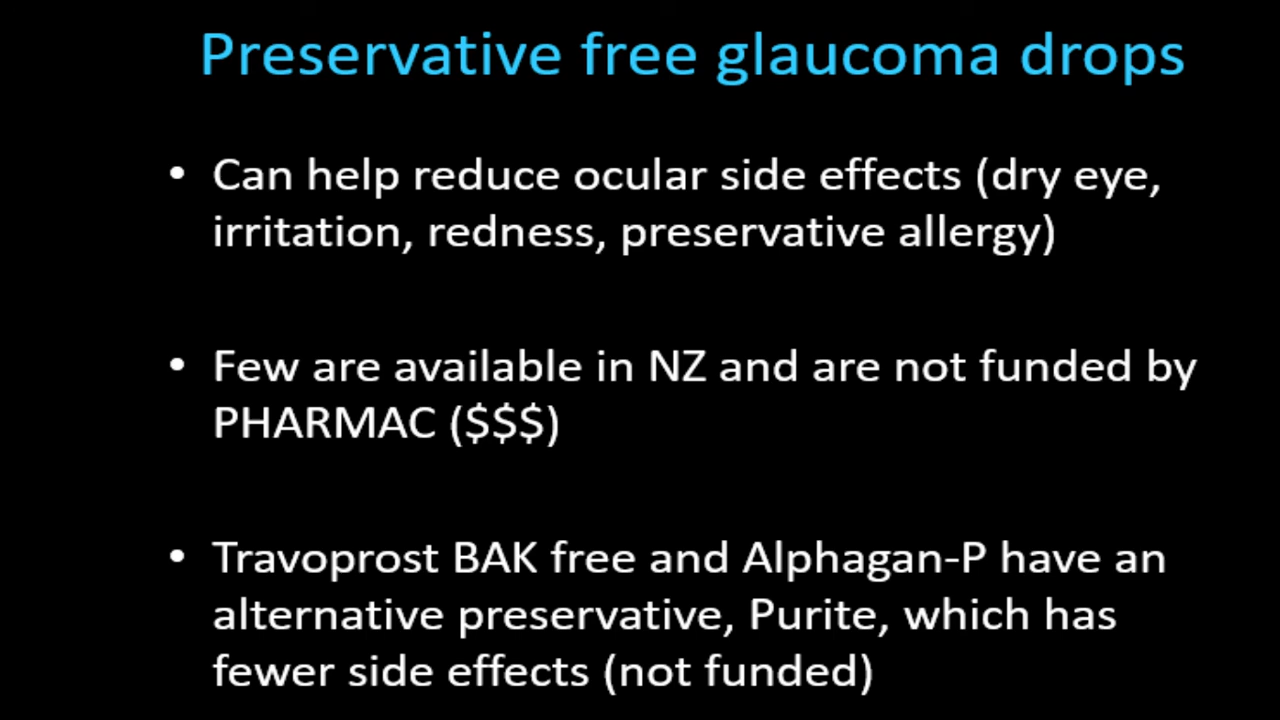 Preservative free glaucoma drops
• Can help reduce ocular side effects (dry eye,
irritation, redness, preservative allergy)
• Few are available in NZ and are not funded by
PHARMAC ($$$)
• Travoprost BAK free and Alphagan-P have an
alternative preservative, Purite, which has
fewer side effects (not funded)